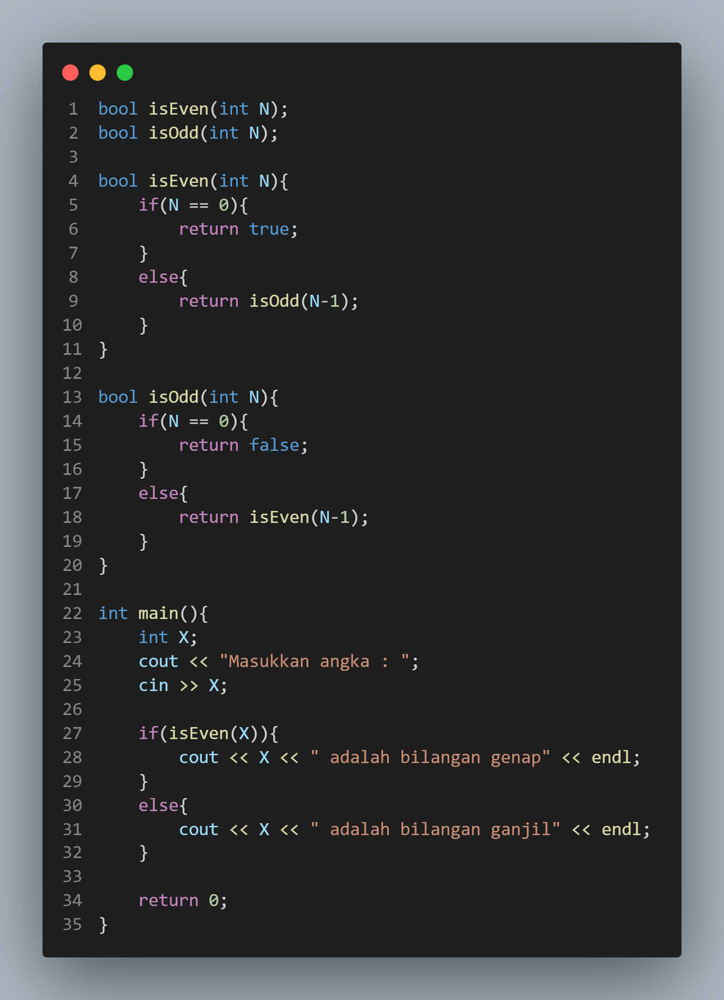 1 bool isEven(int N);
2 bool isOdd(int N);
3
4 bool isEven(int N){
5     if(N == 0){
6         return true;
7     }
8     else{
9         return isOdd(N-1);
10     }
11 }
12
13 bool isOdd(int N){
14     if(N == 0){
15         return false;
16     }
17     else{
18         return isEven(N-1);
19     }
20 }
21
22 int main(){
23     int X;
24     cout << "Masukkan angka : ";
25     cin >> X;
26
27     if(isEven(X)){
28         cout << X << " adalah bilangan genap" << endl;
29     }
30     else{
31         cout << X << " adalah bilangan ganjil" << endl;
32     }
33
34     return 0;
35 }